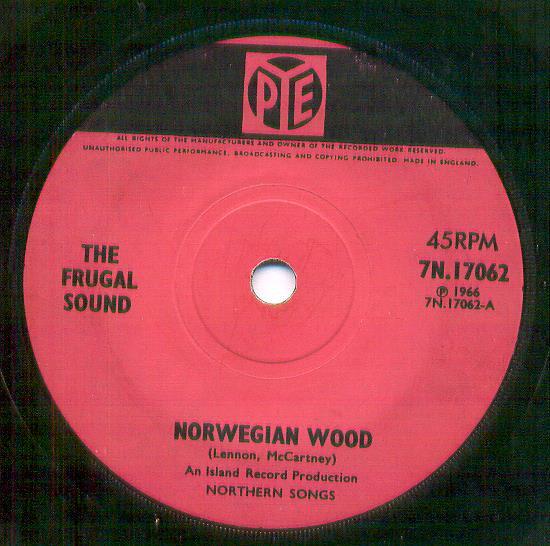 PYE
ALL RIGHTS OF THE MANUFACTURERS AND OWNER OF THE RECORDED WORK RESERVED.
UNAUTHORISED PUBLIC PERFORMANCE, BROADCASTING AND COPYING PROHIBITED. MADE IN ENGLAND.
THE
FRUGAL
SOUND
45RPM
7N.17062
℗ 1966
7N.17062-A
NORWEGIAN WOOD
(Lennon, McCartney)
An Island Record Production
NORTHERN SONGS